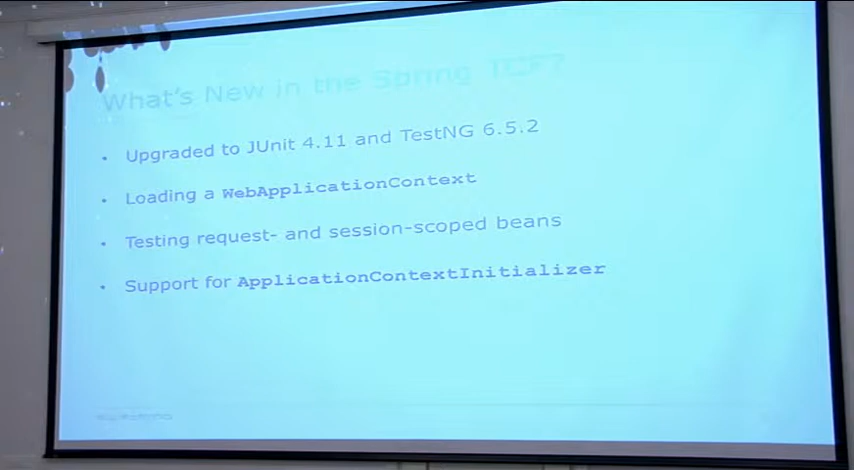 What's New in the Spring TCF?
• Upgraded to JUnit 4.11 and TestNG 6.5.2
• Loading a WebApplicationContext
• Testing request- and session-scoped beans
• Support for ApplicationContextInitializer